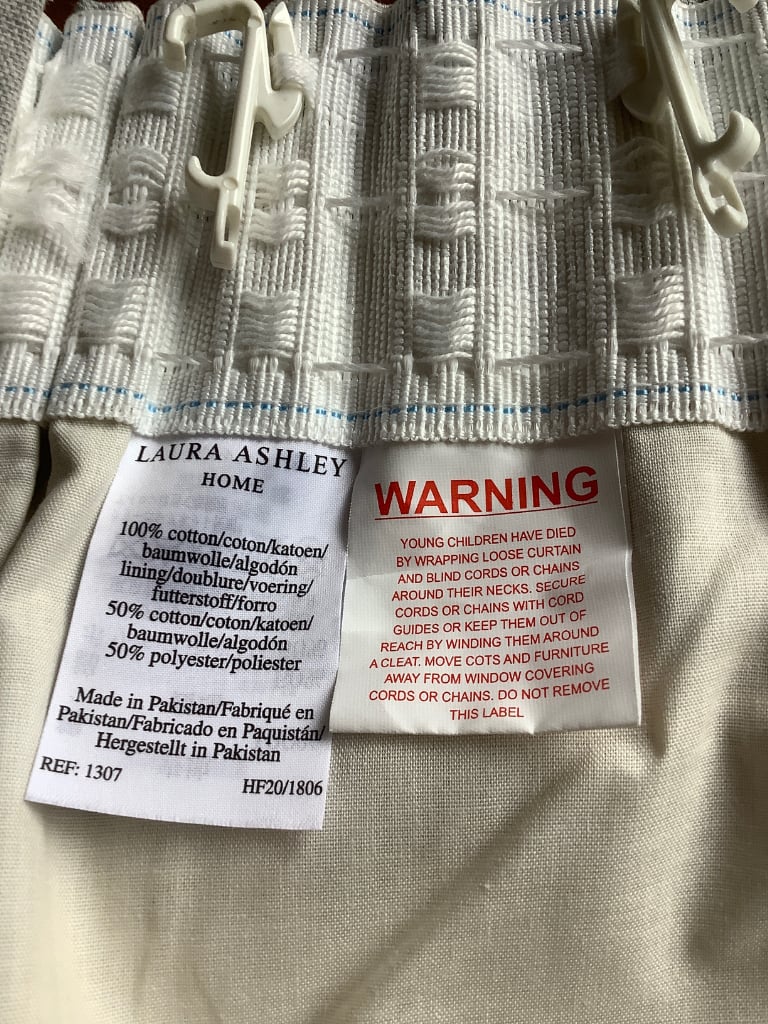 LAURA ASHLEY
HOME
100% cotton/coton/katoen/
baumwolle/algodón
lining/doublure/voering/
futterstoff/forro
50% cotton/coton/katoen/
baumwolle/algodón
50% polyester/poliester
Made in Pakistan/Fabriqué en
Pakistan/Fabricado en Paquistán/
Hergestellt in Pakistan
REF: 1307
HF20/1806
WARNING
YOUNG CHILDREN HAVE DIED
BY WRAPPING LOOSE CURTAIN
AND BLIND CORDS OR CHAINS
AROUND THEIR NECKS. SECURE
CORDS OR CHAINS WITH CORD
GUIDES OR KEEP THEM OUT OF
REACH BY WINDING THEM AROUND
A CLEAT. MOVE COTS AND FURNITURE
AWAY FROM WINDOW COVERING
CORDS OR CHAINS. DO NOT REMOVE
THIS LABEL